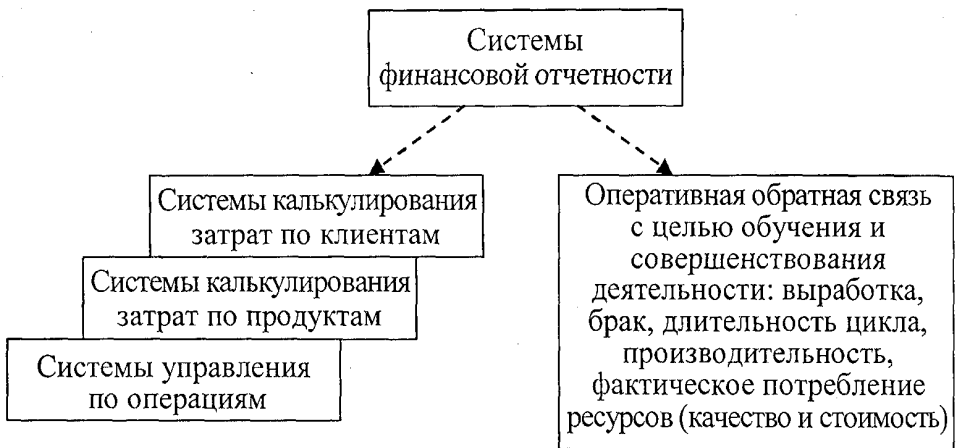 Системы
финансовой отчетности
Системы калькулирования
затрат по клиентам
Системы калькулирования
затрат по продуктам
Системы управления
по операциям
Оперативная обратная связь
с целью обучения и
совершенствования
деятельности: выработка,
брак, длительность цикла,
производительность,
фактическое потребление
ресурсов (качество и стоимость)